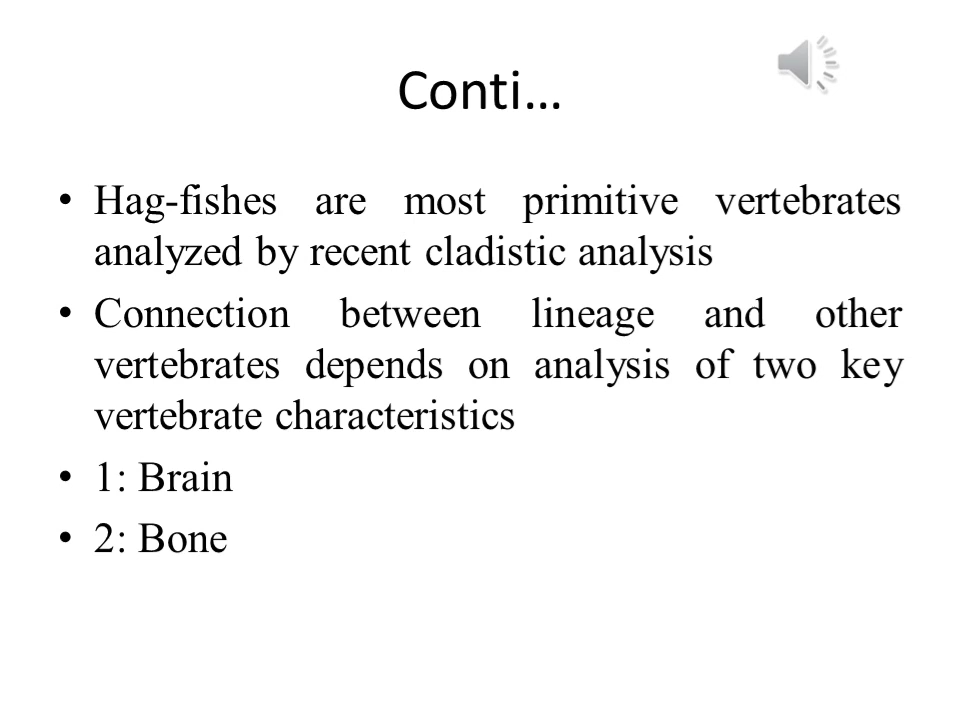 Conti…
• Hag-fishes are most primitive vertebrates
analyzed by recent cladistic analysis
• Connection between lineage and other
vertebrates depends on analysis of two key
vertebrate characteristics
• 1: Brain
• 2: Bone